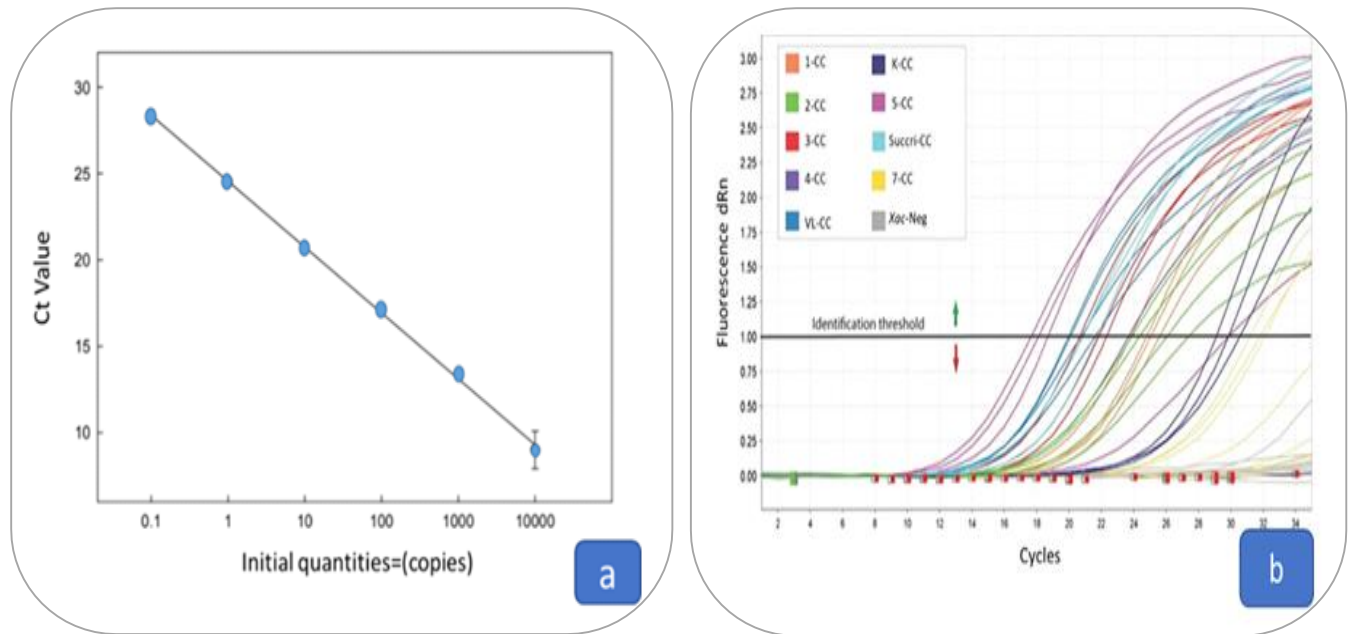 30
25
20
15
10
Ct Value
0.1 1 10 100 1000 10000
Initial quantities=(copies)
a
3.00
2.75
2.50
2.25
2.00
1.75
1.50
1.25
1.00
0.75
0.50
0.25
0.00
Fluorescence dRn
1-CC K-CC
2-CC S-CC
3-CC Succri-CC
4-CC 7-CC
VL-CC Xac-Neg
Identification threshold
2 4 6 8 10 12 14 16 18 20 22 24 26 28 30 32 34
Cycles
b